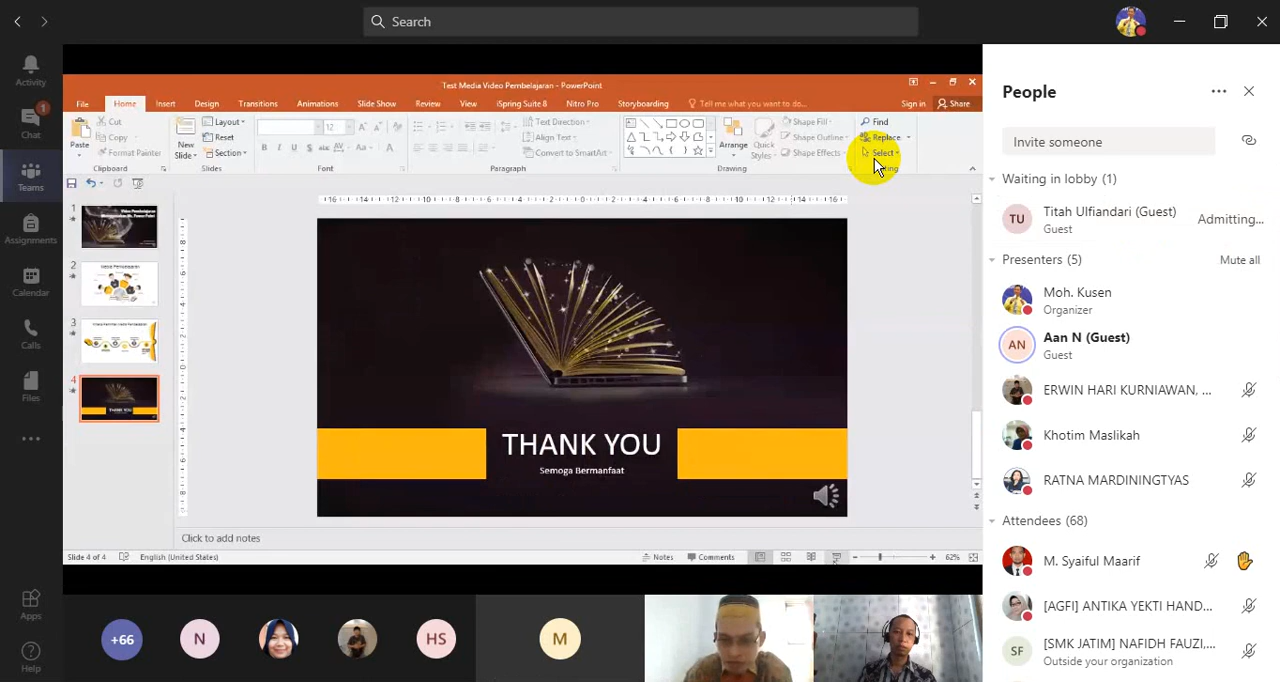 Search
Activity
Chat
1
Teams
Assignments
Calendar
Calls
Files
Apps
Help
Test Media Video Pembelajaran - PowerPoint
File Home Insert Design Transitions Animations Slide Show Review View iSpring Suite 8 Nitro Pro Storyboarding Tell me what you want to do... Sign in Share
Paste
Cut
Copy
Format Painter
Clipboard
New Slide
Layout
Reset
Section
Slides
12
Font
Text Direction
Align Text
Convert to SmartArt
Paragraph
Arrange
Quick Styles
Shape Fill
Shape Outline
Shape Effects
Drawing
Find
Replace
Select
1
2
3
4
THANK YOU
Semoga Bermanfaat
Click to add notes
Slide 4 of 4 English (United States) Notes Comments 62%
+66
N
HS
M
People
Invite someone
Waiting in lobby (1)
TU
Titah Ulfiandari (Guest)
Guest
Admitting...
Presenters (5)
Mute all
Moh. Kusen
Organizer
AN
Aan N (Guest)
Guest
ERWIN HARI KURNIAWAN, ...
Khotim Maslikah
RATNA MARDININGTYAS
Attendees (68)
M. Syaiful Maarif
[AGFI] ANTIKA YEKTI HAND...
SF
[SMK JATIM] NAFIDH FAUZI,...
Outside your organization